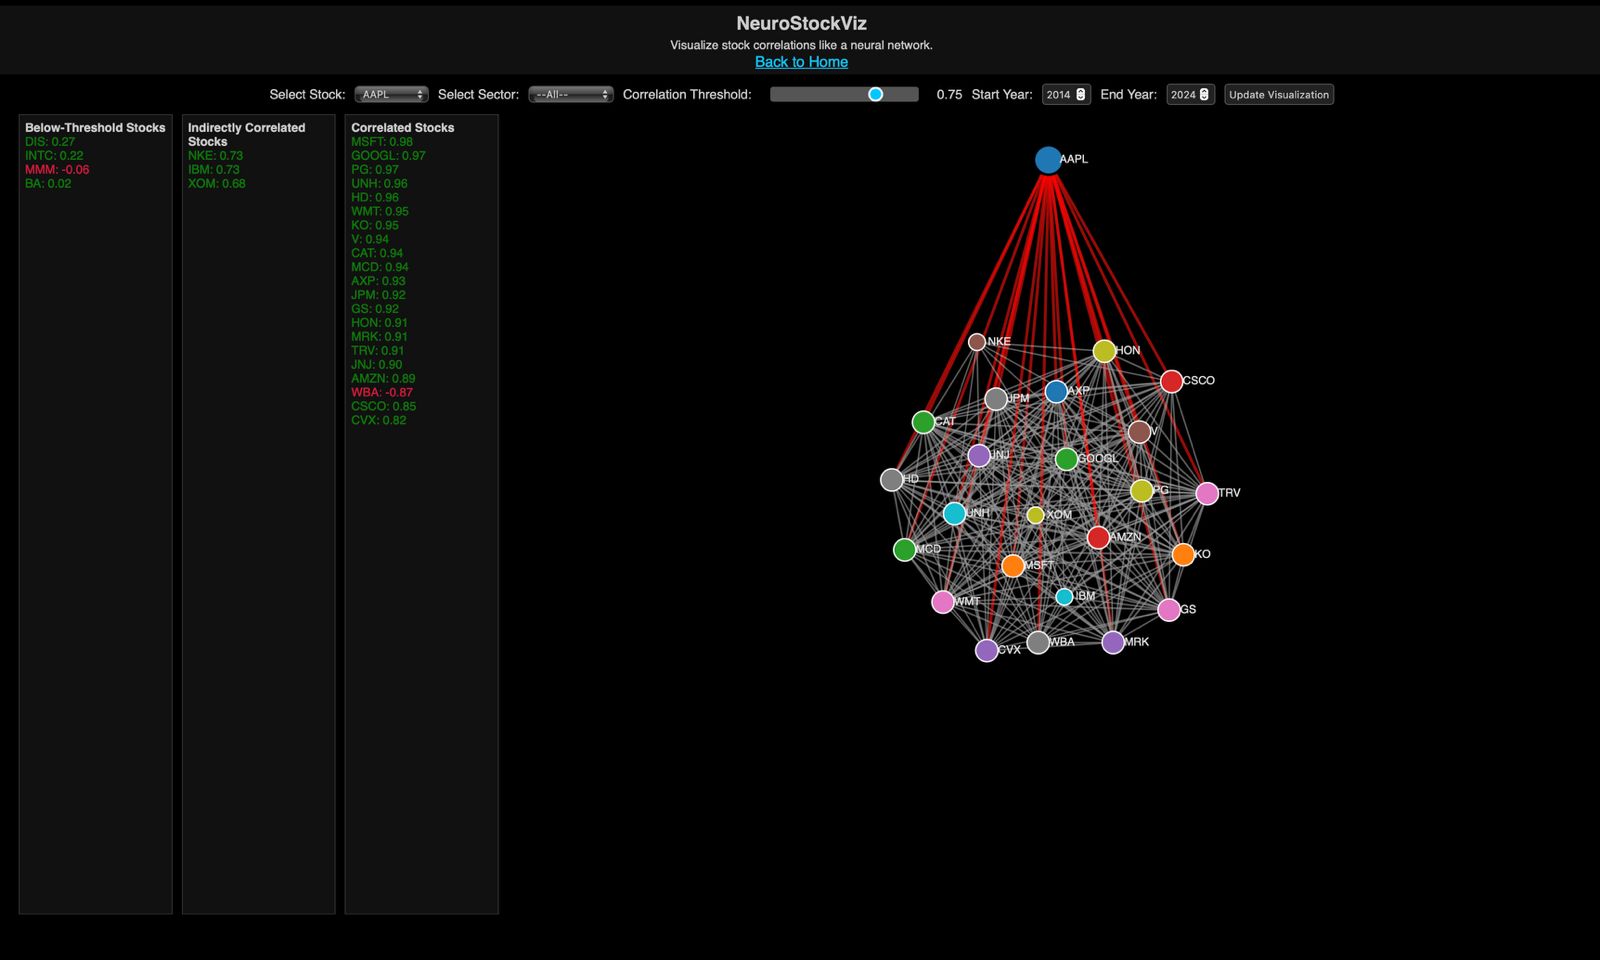 NeuroStockViz
Visualize stock correlations like a neural network.
Back to Home
Select Stock: AAPL Select Sector: --All-- Correlation Threshold: 0.75 Start Year: 2014 End Year: 2024 Update Visualization
Below-Threshold Stocks
DIS: 0.27
INTC: 0.22
MMM: -0.06
BA: 0.02
Indirectly Correlated
Stocks
NKE: 0.73
IBM: 0.73
XOM: 0.68
Correlated Stocks
MSFT: 0.98
GOOGL: 0.97
PG: 0.97
UNH: 0.96
HD: 0.96
WMT: 0.95
KO: 0.95
V: 0.94
CAT: 0.94
MCD: 0.94
AXP: 0.93
JPM: 0.92
GS: 0.92
HON: 0.91
MRK: 0.91
TRV: 0.91
JNJ: 0.90
AMZN: 0.89
WBA: -0.87
CSCO: 0.85
CVX: 0.82
AAPL
NKE
HON
CSCO
JPM
AXP
CAT
V
JNJ
GOOGL
HD
PG
TRV
UNH
XOM
AMZN
MCD
KO
MSFT
WMT
IBM
GS
CVX
WBA
MRK